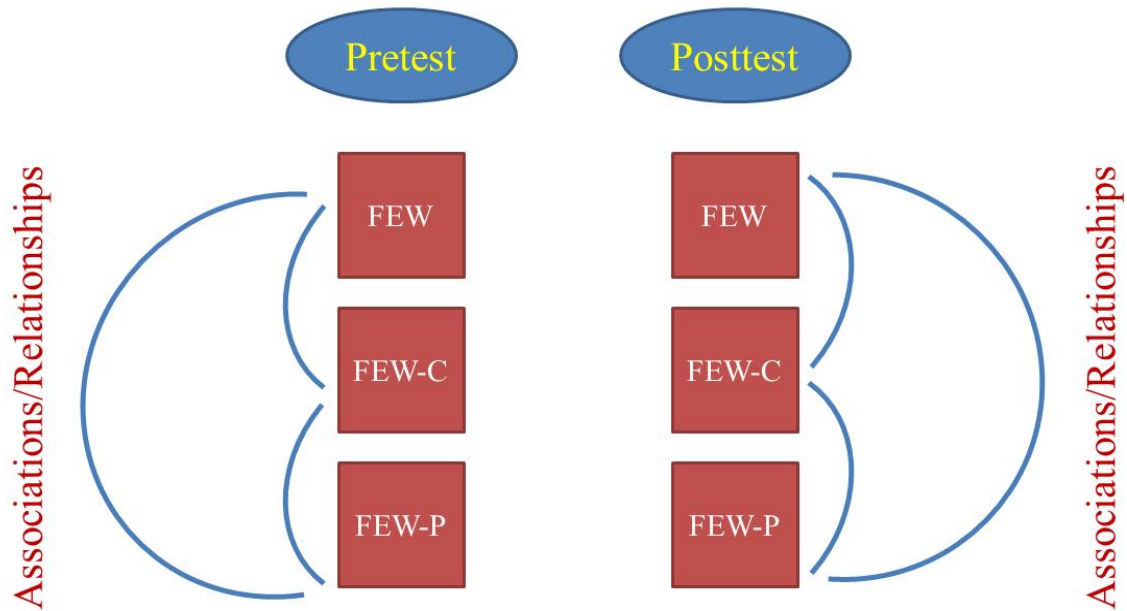 Pretest
Posttest
Associations/Relationships
FEW
FEW
Associations/Relationships
FEW-C
FEW-C
FEW-P
FEW-P